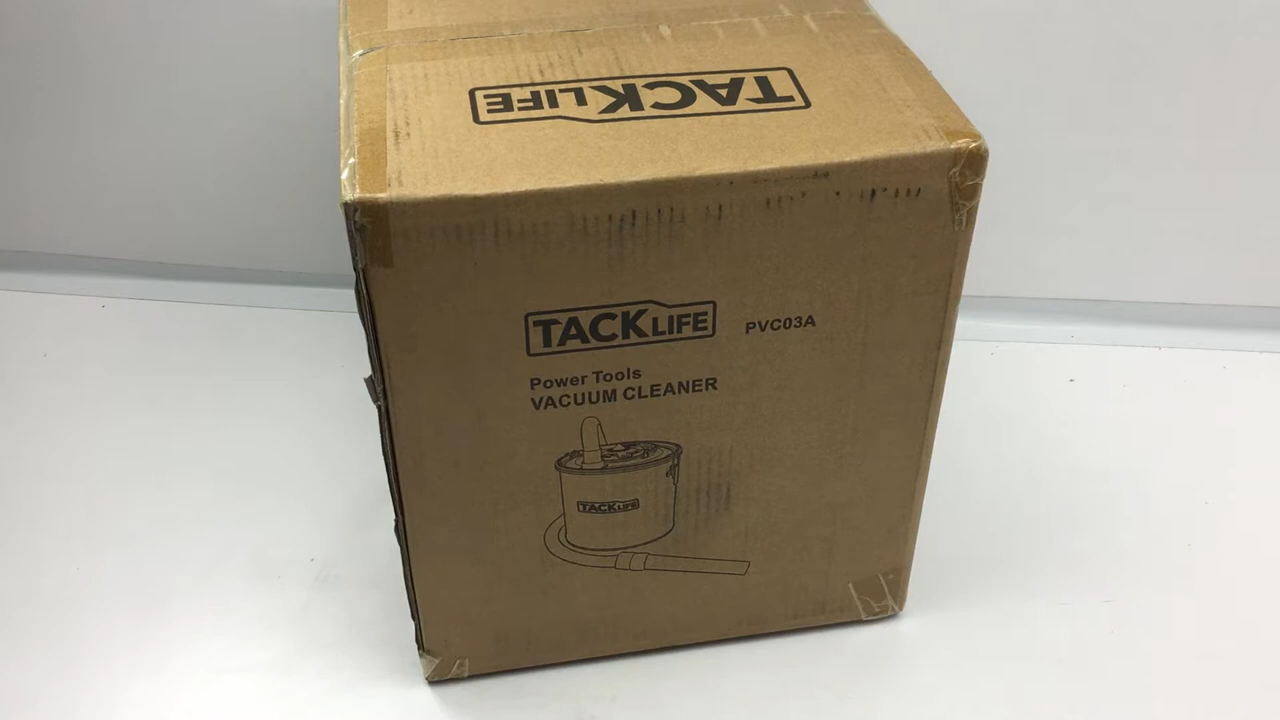 TACKLIFE
TACKLIFE PVC03A
Power Tools
VACUUM CLEANER
TACKLIFE